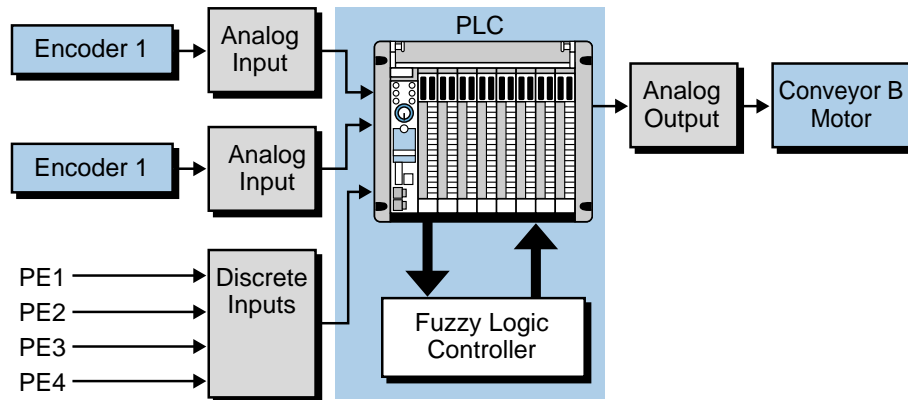 PLC
Encoder 1
Analog
Input
Encoder 1
Analog
Input
PE1
PE2
PE3
PE4
Discrete
Inputs
Fuzzy Logic
Controller
Analog
Output
Conveyor B
Motor